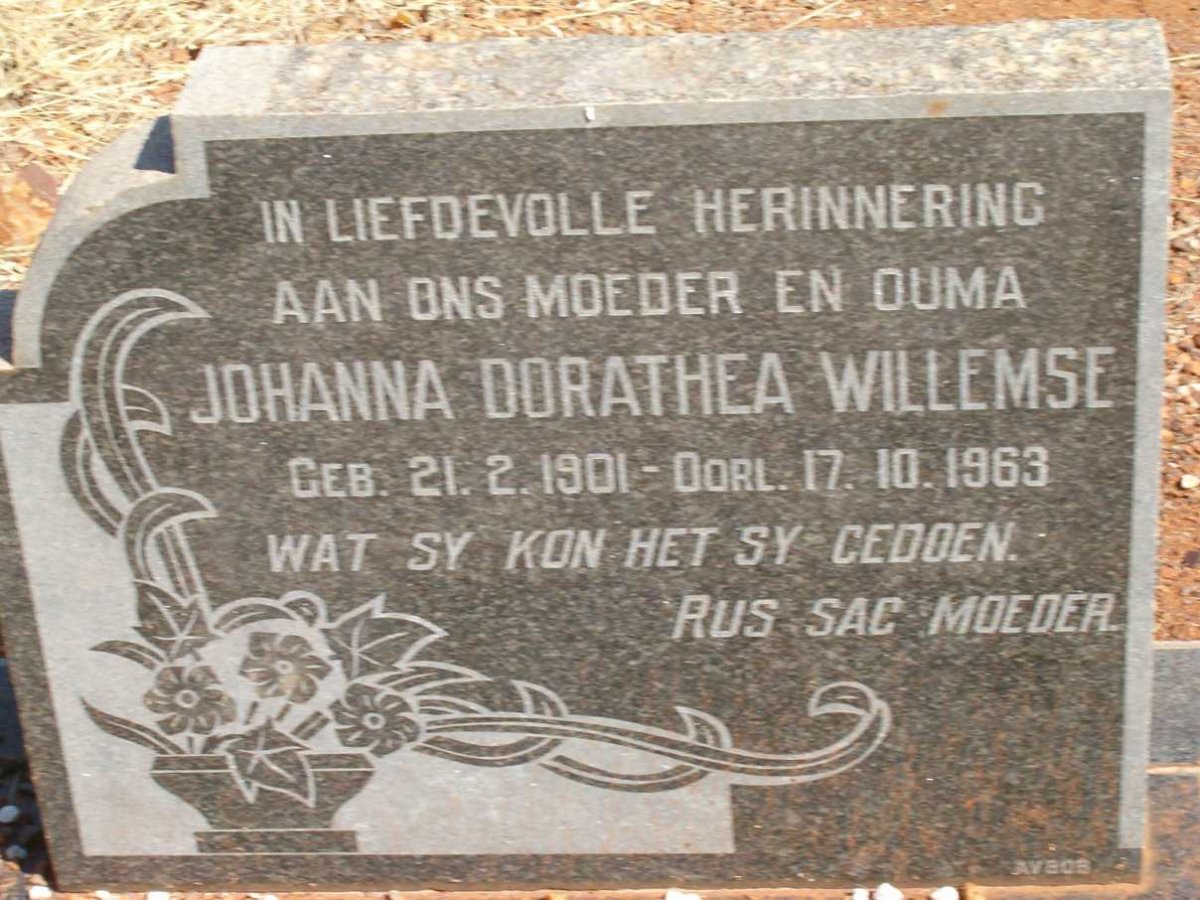 IN LIEFDEVOLLE HERINNERING
AAN ONS MOEDER EN OUMA
JOHANNA DORATHEA WILLEMSE
GEB. 21. 2. 1901 - OORL. 17. 10. 1963
WAT SY KON HET SY GEDOEN.
RUS SAG MOEDER.
AVBOB